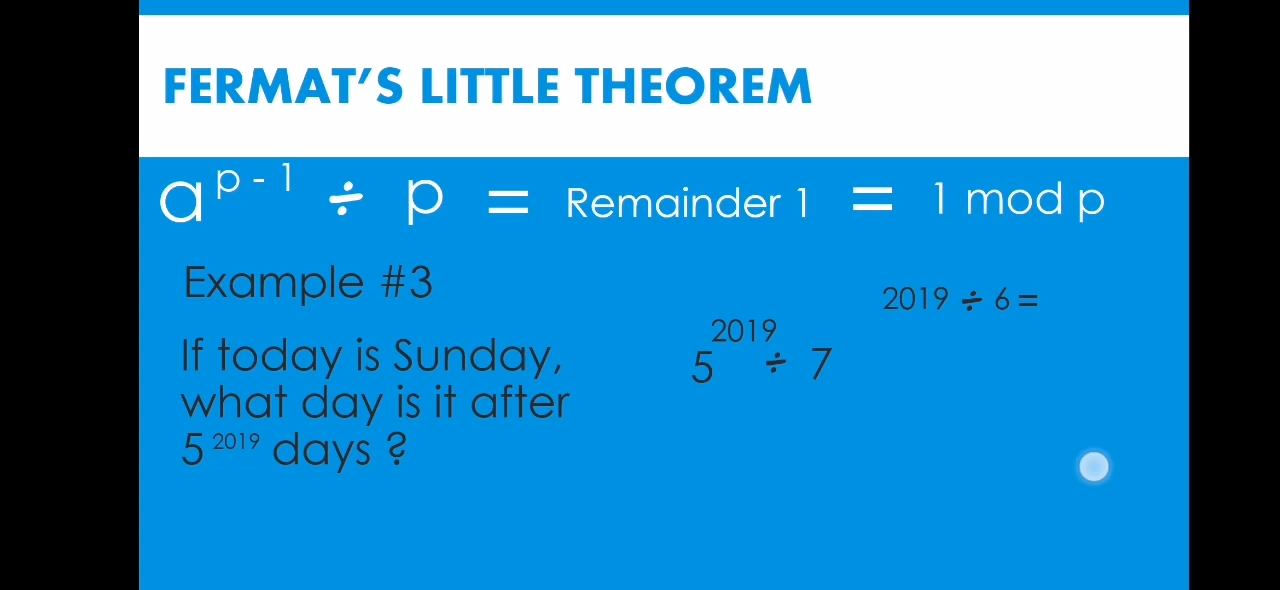 FERMAT'S LITTLE THEOREM
a^p - 1 ÷ p = Remainder 1 = 1 mod p
Example #3
2019 ÷ 6 =
5^2019 ÷ 7
If today is Sunday,
what day is it after
5^2019 days ?